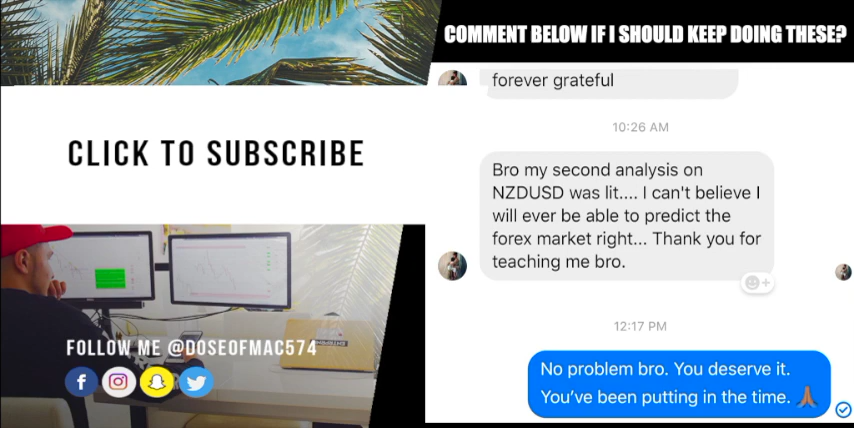 COMMENT BELOW IF I SHOULD KEEP DOING THESE?
forever grateful
10:26 AM
Bro my second analysis on
NZDUSD was lit.... I can't believe I
will ever be able to predict the
forex market right... Thank you for
teaching me bro.
12:17 PM
No problem bro. You deserve it.
You've been putting in the time. 🙏🏾
CLICK TO SUBSCRIBE
FOLLOW ME @DOSEOFMAC574